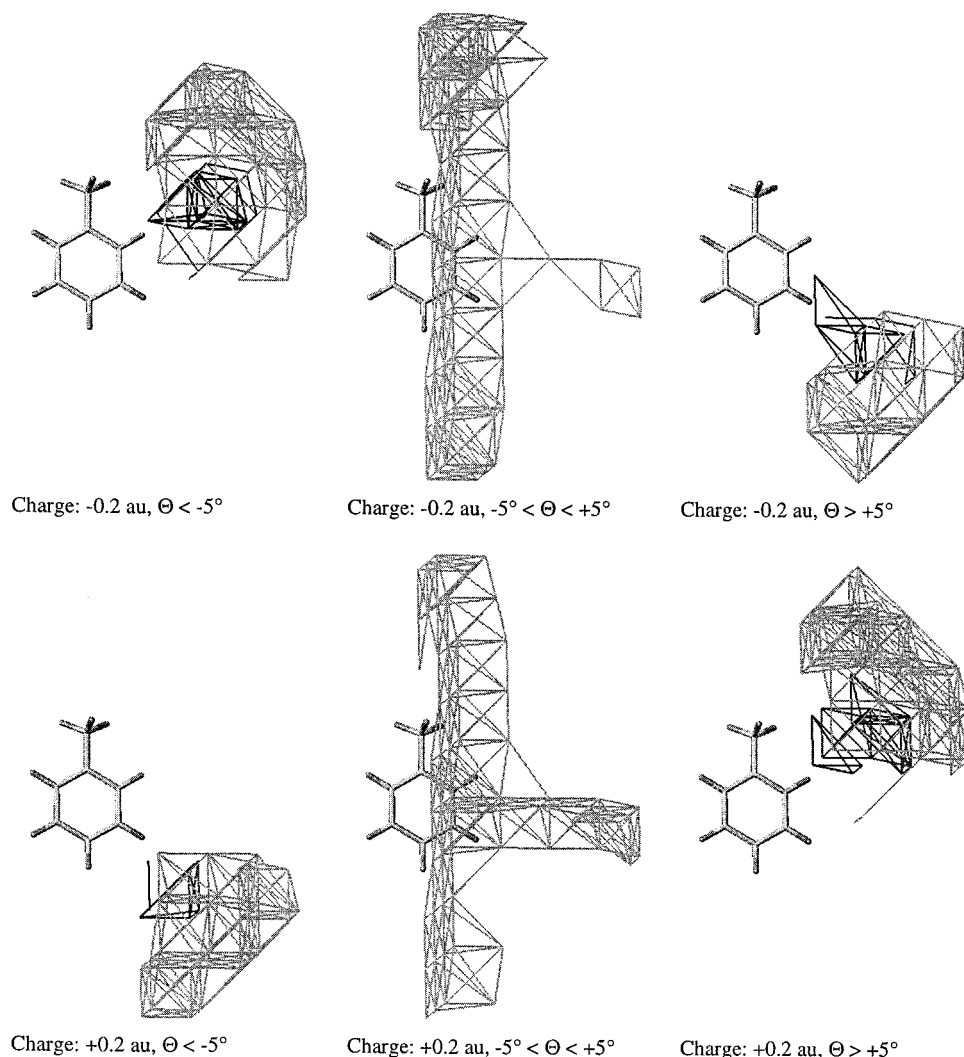 Charge: -0.2 au, Θ < -5°
Charge: -0.2 au, -5° < Θ < +5°
Charge: -0.2 au, Θ > +5°
Charge: +0.2 au, Θ < -5°
Charge: +0.2 au, -5° < Θ < +5°
Charge: +0.2 au, Θ > +5°